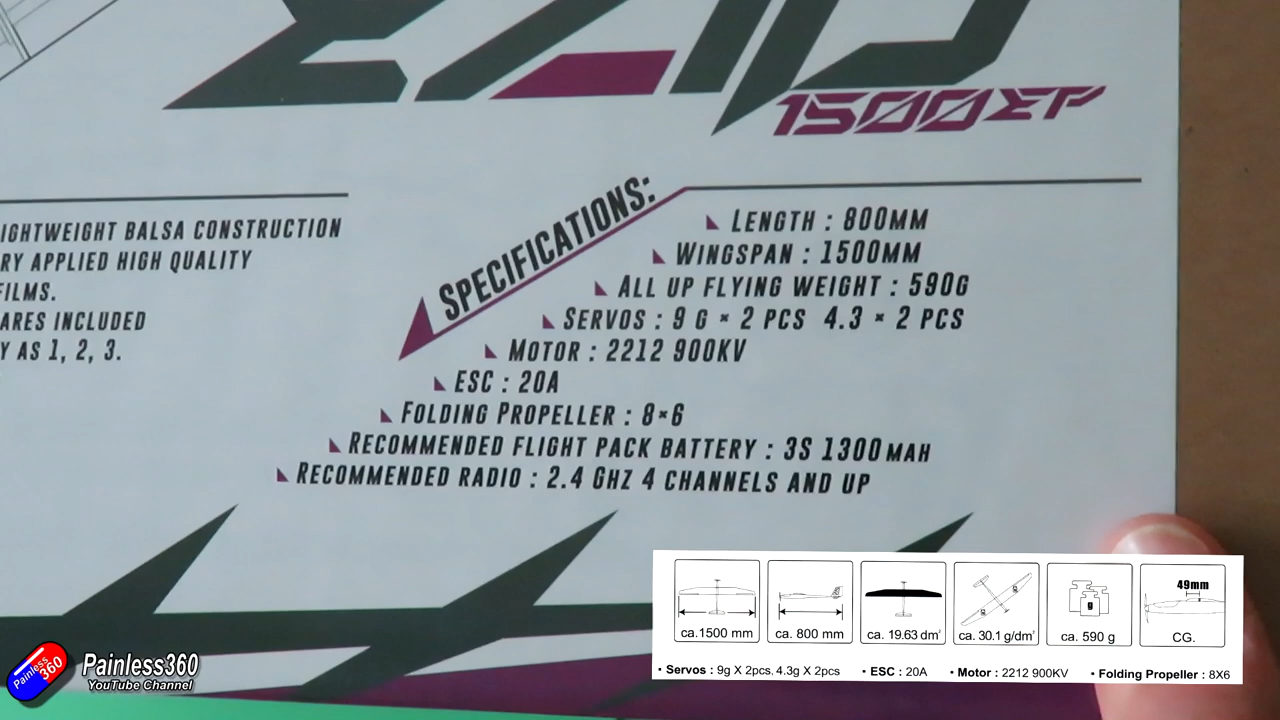 1500EP
IGHTWEIGHT BALSA CONSTRUCTION
RY APPLIED HIGH QUALITY
FILMS.
ARES INCLUDED
Y AS 1, 2, 3.
SPECIFICATIONS:
LENGTH : 800MM
WINGSPAN : 1500MM
ALL UP FLYING WEIGHT : 590G
SERVOS : 9 G × 2 PCS 4.3 × 2 PCS
MOTOR : 2212 900KV
ESC : 20A
FOLDING PROPELLER : 8×6
RECOMMENDED FLIGHT PACK BATTERY : 3S 1300MAH
RECOMMENDED RADIO : 2.4 GHZ 4 CHANNELS AND UP
49mm
g
ca.1500 mm
ca. 800 mm
ca. 19.63 dm²
ca. 30.1 g/dm²
ca. 590 g
CG.
• Servos : 9g X 2pcs, 4.3g X 2pcs • ESC : 20A • Motor : 2212 900KV • Folding Propeller : 8X6
Painless
360
Painless360
YouTube Channel